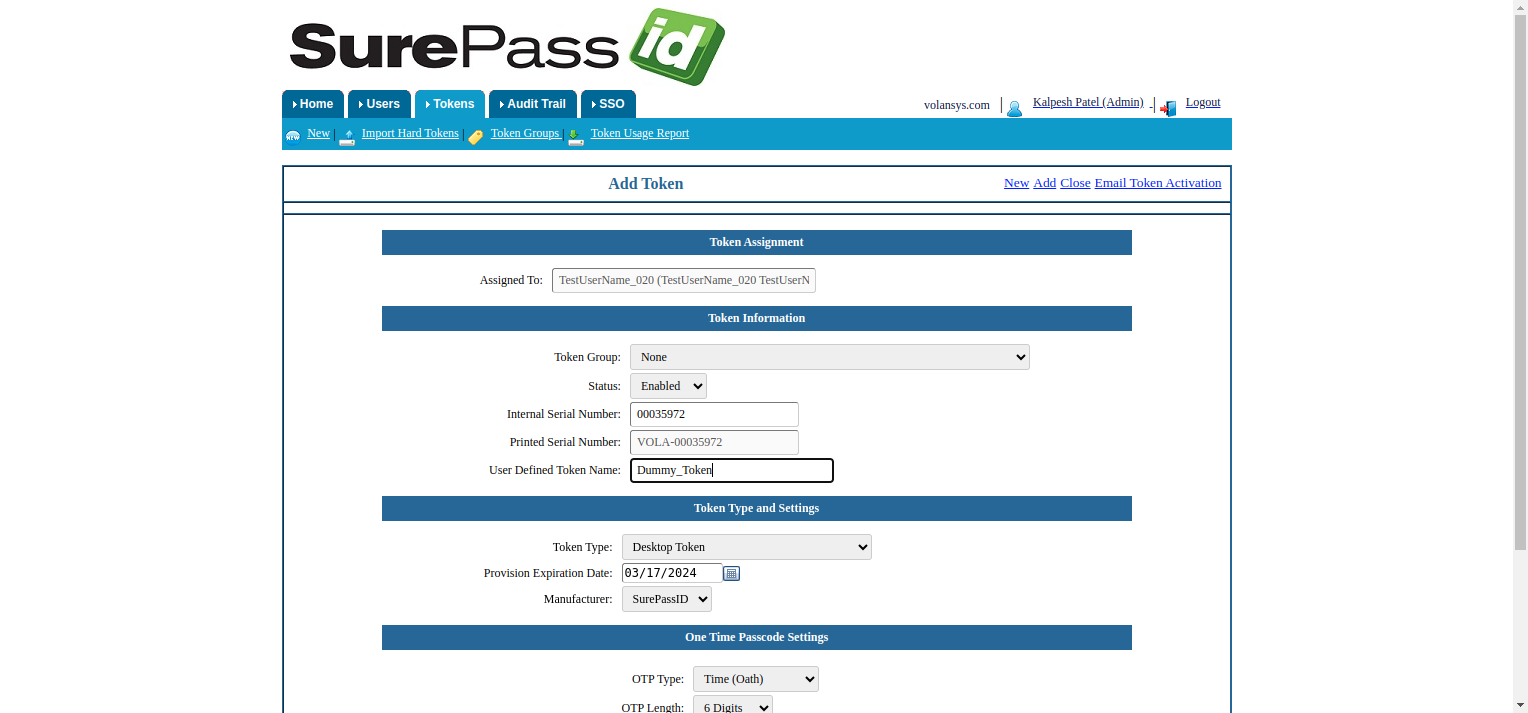 SurePass id
Home Users Tokens Audit Trail SSO
volansys.com | Kalpesh Patel (Admin) -| Logout
NEW New | Import Hard Tokens | Token Groups | Token Usage Report
Add Token New Add Close Email Token Activation
Token Assignment
Assigned To: TestUserName_020 (TestUserName_020 TestUserN
Token Information
Token Group: None
Status: Enabled
Internal Serial Number: 00035972
Printed Serial Number: VOLA-00035972
User Defined Token Name: Dummy_Token
Token Type and Settings
Token Type: Desktop Token
Provision Expiration Date: 03/17/2024
Manufacturer: SurePassID
One Time Passcode Settings
OTP Type: Time (Oath)
OTP Length: 6 Digits